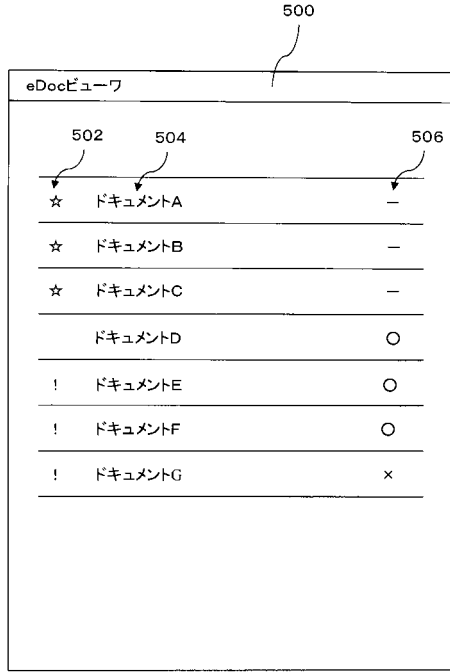 500
eDocビューワ
502 504 506
☆ ドキュメントA －
☆ ドキュメントB －
☆ ドキュメントC －
ドキュメントD ○
! ドキュメントE ○
! ドキュメントF ○
! ドキュメントG ×